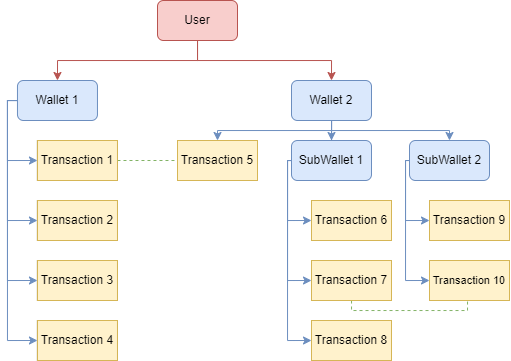 User
Wallet 1
Wallet 2
Transaction 1
Transaction 5
SubWallet 1
SubWallet 2
Transaction 2
Transaction 6
Transaction 9
Transaction 3
Transaction 7
Transaction 10
Transaction 4
Transaction 8